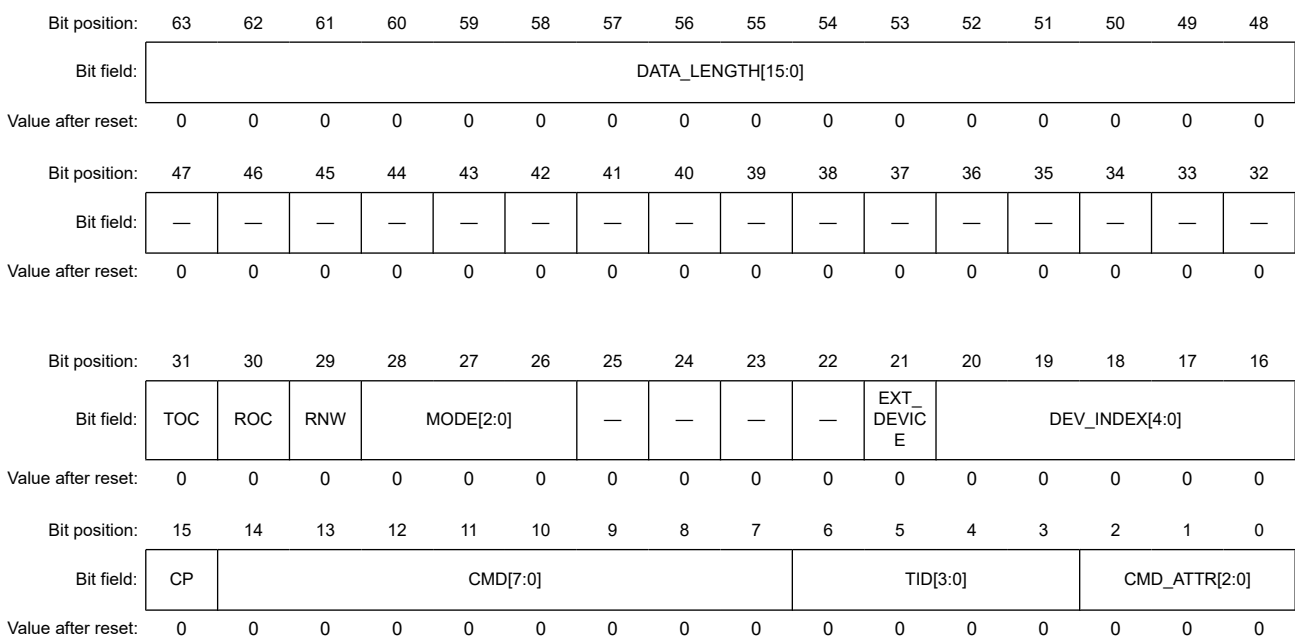 Bit position: 63 62 61 60 59 58 57 56 55 54 53 52 51 50 49 48
Bit field: DATA_LENGTH[15:0]
Value after reset: 0 0 0 0 0 0 0 0 0 0 0 0 0 0 0 0
Bit position: 47 46 45 44 43 42 41 40 39 38 37 36 35 34 33 32
Bit field: — — — — — — — — — — — — — — — —
Value after reset: 0 0 0 0 0 0 0 0 0 0 0 0 0 0 0 0
Bit position: 31 30 29 28 27 26 25 24 23 22 21 20 19 18 17 16
Bit field: TOC ROC RNW MODE[2:0] — — — — EXT_
DEVIC
E DEV_INDEX[4:0]
Value after reset: 0 0 0 0 0 0 0 0 0 0 0 0 0 0 0 0
Bit position: 15 14 13 12 11 10 9 8 7 6 5 4 3 2 1 0
Bit field: CP CMD[7:0] TID[3:0] CMD_ATTR[2:0]
Value after reset: 0 0 0 0 0 0 0 0 0 0 0 0 0 0 0 0